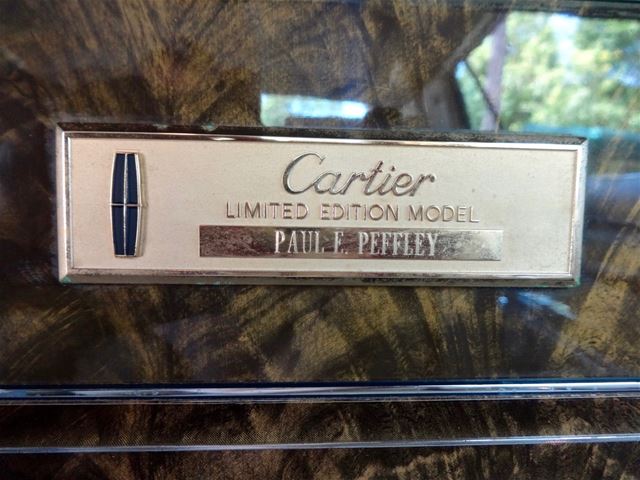 Cartier
LIMITED EDITION MODEL
PAUL F. PEFFLEY